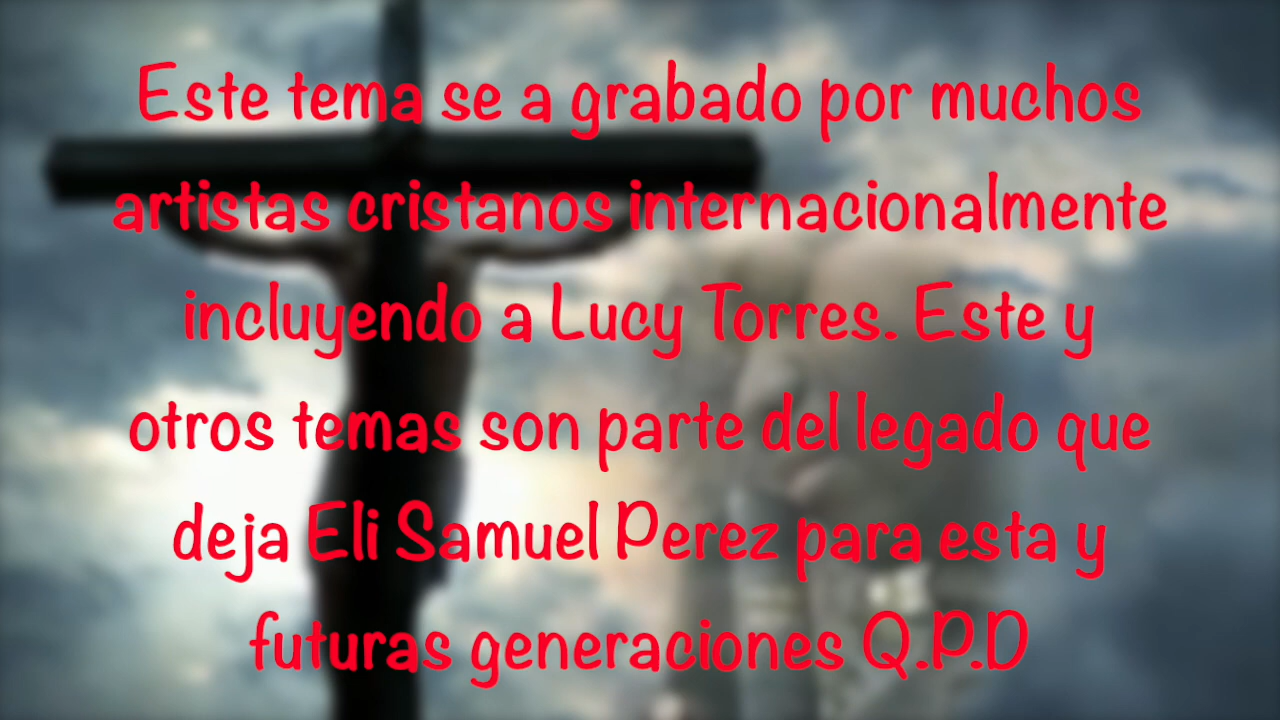 Este tema se a grabado por muchos
artistas cristanos internacionalmente
incluyendo a Lucy Torres. Este y
otros temas son parte del legado que
deja Eli Samuel Perez para esta y
futuras generaciones Q.P.D